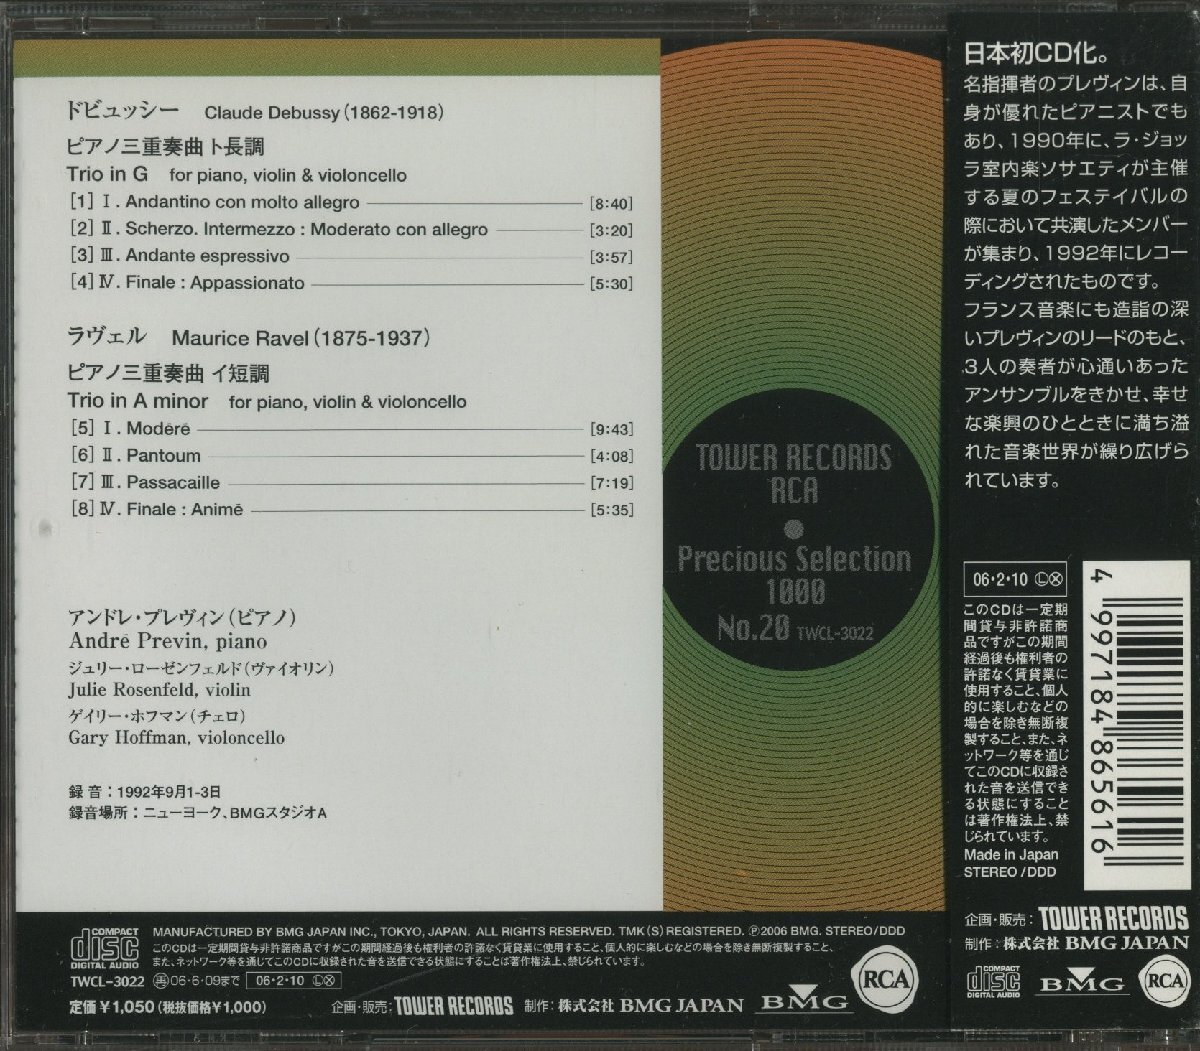 ドビュッシー Claude Debussy (1862-1918)
ピアノ三重奏曲 ト長調
Trio in G for piano, violin & violoncello
[1] Ⅰ. Andantino con molto allegro [8:40]
[2] Ⅱ. Scherzo. Intermezzo : Moderato con allegro [3:20]
[3] Ⅲ. Andante espressivo [3:57]
[4] Ⅳ. Finale : Appassionato [5:30]
ラヴェル Maurice Ravel (1875-1937)
ピアノ三重奏曲 イ短調
Trio in A minor for piano, violin & violoncello
[5] Ⅰ. Modéré [9:43]
[6] Ⅱ. Pantoum [4:08]
[7] Ⅲ. Passacaille [7:19]
[8] Ⅳ. Finale : Animé [5:35]
アンドレ・プレヴィン(ピアノ)
André Previn, piano
ジュリー・ローゼンフェルド(ヴァイオリン)
Julie Rosenfeld, violin
ゲイリー・ホフマン(チェロ)
Gary Hoffman, violoncello
録音:1992年9月1-3日
録音場所:ニューヨーク、BMGスタジオA
TOWER RECORDS
RCA
Precious Selection
1000
No.20 TWCL-3022
COMPACT
disc
DIGITAL AUDIO
MANUFACTURED BY BMG JAPAN INC., TOKYO, JAPAN. ALL RIGHTS RESERVED. TMK(S) REGISTERED. ℗2006 BMG. STEREO/DDD
このCDは一定期間貸与非許諾商品ですがこの期間経過後も権利者の許諾なく賃貸業に使用すること、個人的に楽しむなどの場合を除き無断複製すること、
また、ネットワーク等を通じてこのCDに収録された音を送信できる状態にすることは著作権法上、禁じられています。
TWCL-3022 ㋮06・6・09まで 06・2・10 Ⓛⓧ
定価¥1,050(税抜価格¥1,000)
企画・販売:TOWER RECORDS 制作:株式会社 BMG JAPAN BMG
RCA
日本初CD化。
名指揮者のプレヴィンは、自
身が優れたピアニストでも
あり、1990年に、ラ・ジョッ
ラ室内楽ソサエティが主催
する夏のフェスティバルの
際において共演したメンバー
が集まり、1992年にレコー
ディングされたものです。
フランス音楽にも造詣の深
いプレヴィンのリードのもと、
3人の奏者が心通いあった
アンサンブルをきかせ、幸せ
な楽興のひとときに満ち溢
れた音楽世界が繰り広げら
れています。
06・2・10 Ⓛⓧ
このCDは一定期
間貸与非許諾商
品ですがこの期間
経過後も権利者の
許諾なく賃貸業に
使用すること、個人
的に楽しむなどの
場合を除き無断複
製すること、また、ネ
ットワーク等を通じ
てこのCDに収録さ
れた音を送信でき
る状態にすること
は著作権法上、禁
じられています。
Made in Japan
STEREO/DDD
4 997184 865616
企画・販売:TOWER RECORDS
制作:株式会社 BMG JAPAN
COMPACT
disc
DIGITAL AUDIO
BMG
RCA